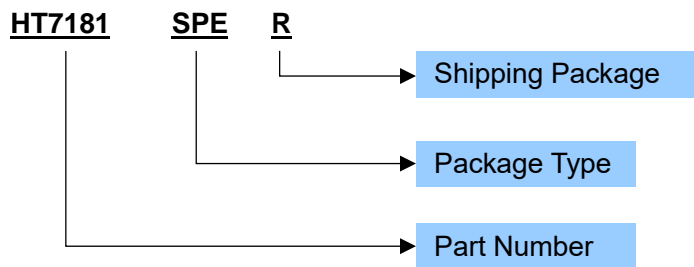 HT7181 SPE R
Shipping Package
Package Type
Part Number